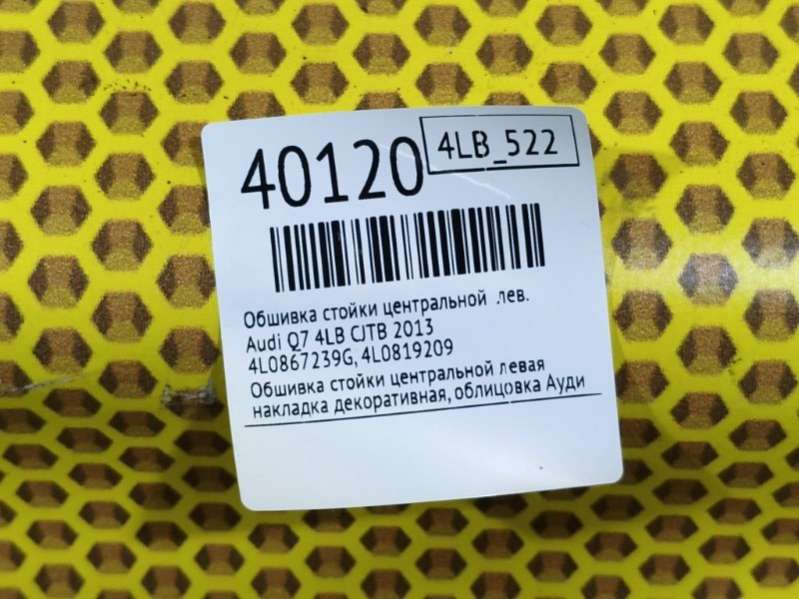 40120
4LB_522
Обшивка стойки центральной лев.
Audi Q7 4LB CJTB 2013
4L0867239G, 4L0819209
Обшивка стойки центральной левая
накладка декоративная, облицовка Ауди